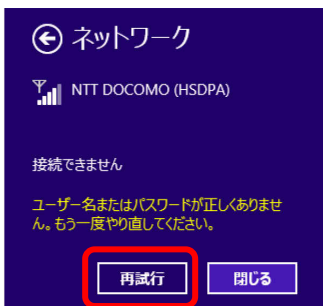 ネットワーク
NTT DOCOMO (HSDPA)
接続できません
ユーザー名またはパスワードが正しくありませ
ん。もう一度やり直してください。
再試行 閉じる